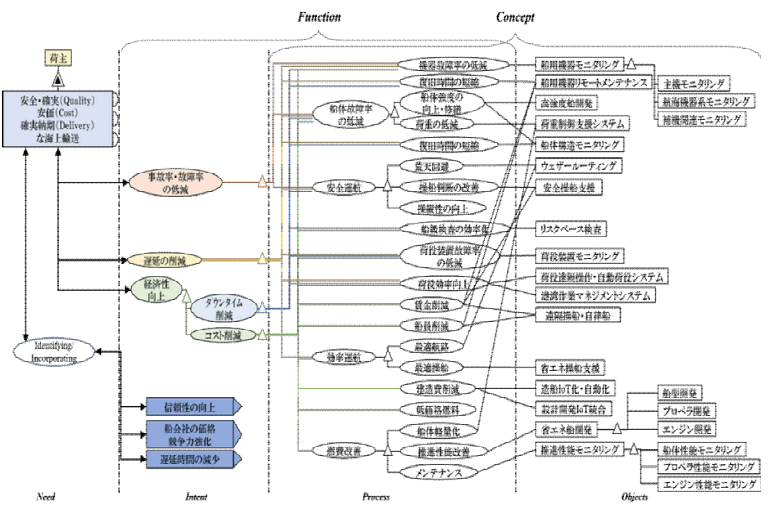 Function
Concept
荷主
安全・確実(Quality)
安価(Cost)
確実納期(Delivery)
な海上輸送
Identifying/
Incorporating
事故率・故障率
の低減
遅延の削減
経済性
向上
ダウンタイム
削減
コスト削減
信頼性の向上
船会社の価格
競争力強化
遅延時間の減少
機器故障率の低減
復旧時間の短縮
船体故障率
の低減
船体強度の
向上・修繕
荷重の低減
復旧時間の短縮
安全運航
荒天回避
操船判断の改善
操縦性の向上
船級検査の効率化
荷役装置故障率
の低減
荷役効率向上
賃金削減
船員削減
効率運航
最適航路
最適操船
建造費削減
低価格燃料
燃費改善
船体軽量化
推進性能改善
メンテナンス
舶用機器モニタリング
舶用機器リモートメンテナンス
高強度船開発
荷重制御支援システム
船体構造モニタリング
ウェザールーティング
安全操船支援
リスクベース検査
荷役装置モニタリング
荷役遠隔操作・自動荷役システム
港湾作業マネジメントシステム
遠隔操船・自律船
省エネ操船支援
造船IoT化・自動化
設計開発IoT統合
省エネ船開発
推進性能モニタリング
主機モニタリング
航海機器系モニタリング
補機関連モニタリング
船型開発
プロペラ開発
エンジン開発
船体性能モニタリング
プロペラ性能モニタリング
エンジン性能モニタリング
Need
Intent
Process
Objects